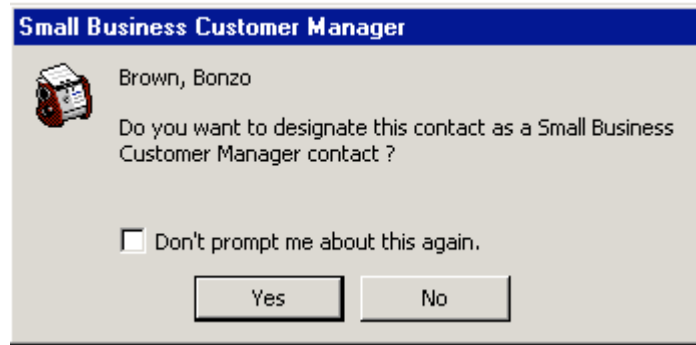 Small Business Customer Manager
Brown, Bonzo
Do you want to designate this contact as a Small Business
Customer Manager contact ?
Don't prompt me about this again.
Yes
No